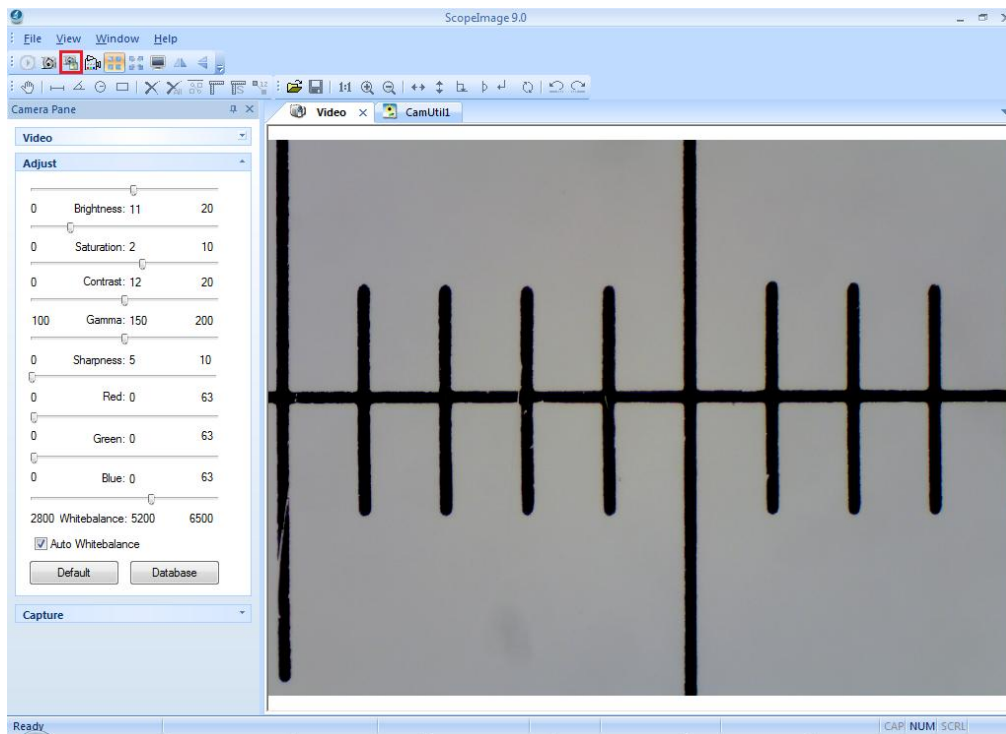 ScopeImage 9.0
File View Window Help
1:1
Camera Pane
Video × CamUtil1
Video
Adjust
0 Brightness: 11 20
0 Saturation: 2 10
0 Contrast: 12 20
100 Gamma: 150 200
0 Sharpness: 5 10
0 Red: 0 63
0 Green: 0 63
0 Blue: 0 63
2800 Whitebalance: 5200 6500
Auto Whitebalance
Default Database
Capture
Ready CAP NUM SCRL